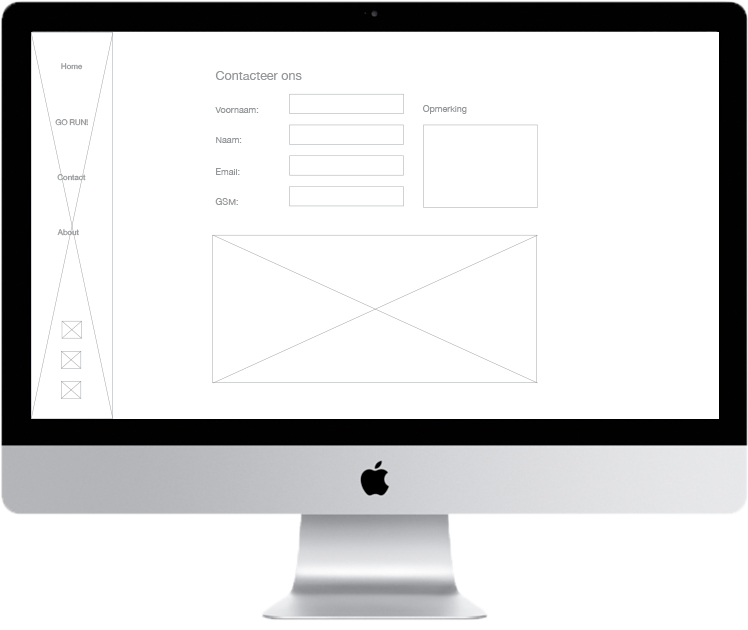 Home
GO RUN!
Contact
About
Contacteer ons
Voornaam:
Naam:
Email:
GSM:
Opmerking